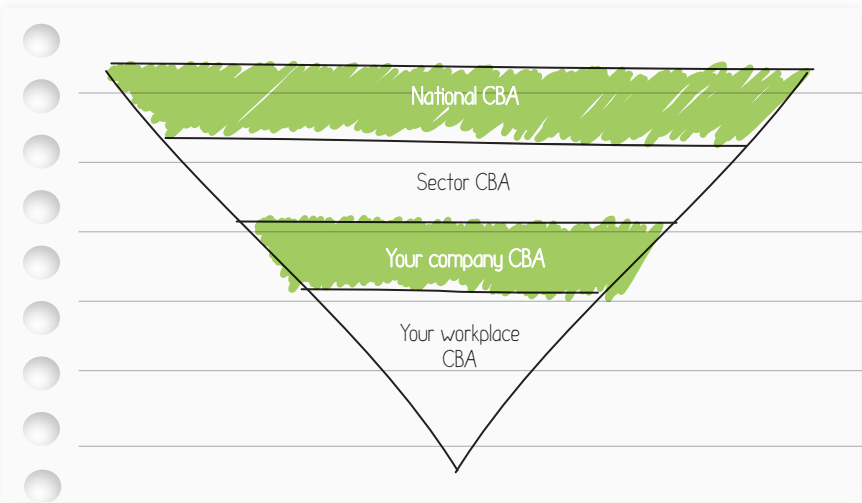 National CBA
Sector CBA
Your company CBA
Your workplace
CBA